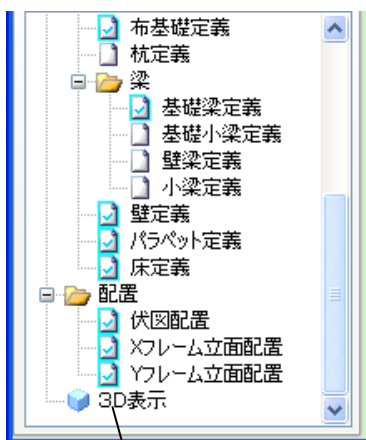 布基礎定義
杭定義
梁
基礎梁定義
基礎小梁定義
壁梁定義
小梁定義
壁定義
パラペット定義
床定義
配置
伏図配置
Xフレーム立面配置
Yフレーム立面配置
3D表示